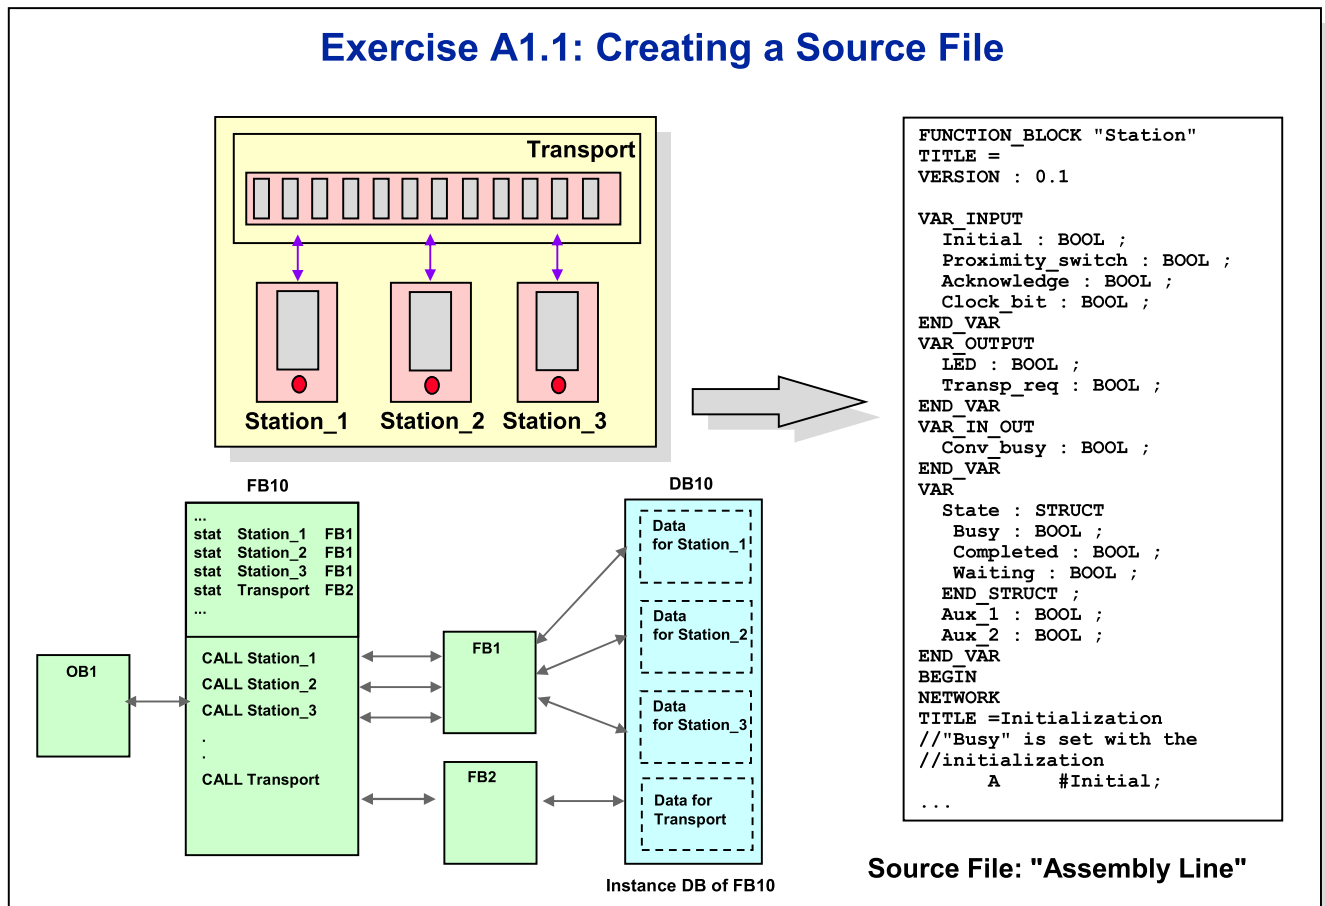 Exercise A1.1: Creating a Source File
Transport
Station_1
Station_2
Station_3
FB10
...
stat Station_1 FB1
stat Station_2 FB1
stat Station_3 FB1
stat Transport FB2
...
CALL Station_1
CALL Station_2
CALL Station_3
.
.
CALL Transport
OB1
FB1
FB2
DB10
Data
for Station_1
Data
for Station_2
Data
for Station_3
Data for
Transport
Instance DB of FB10
FUNCTION_BLOCK "Station"
TITLE =
VERSION : 0.1
VAR_INPUT
Initial : BOOL ;
Proximity_switch : BOOL ;
Acknowledge : BOOL ;
Clock_bit : BOOL ;
END_VAR
VAR_OUTPUT
LED : BOOL ;
Transp_req : BOOL ;
END_VAR
VAR_IN_OUT
Conv_busy : BOOL ;
END_VAR
VAR
State : STRUCT
Busy : BOOL ;
Completed : BOOL ;
Waiting : BOOL ;
END_STRUCT ;
Aux_1 : BOOL ;
Aux_2 : BOOL ;
END_VAR
BEGIN
NETWORK
TITLE =Initialization
//"Busy" is set with the
//initialization
A #Initial;
...
Source File: "Assembly Line"